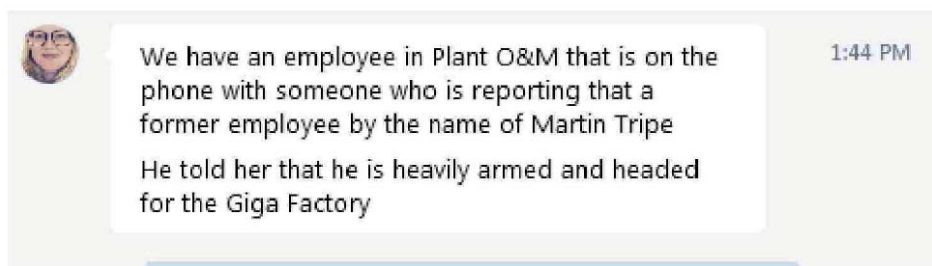 We have an employee in Plant O&M that is on the
1:44 PM
phone with someone who is reporting that a
former employee by the name of Martin Tripe
He told her that he is heavily armed and headed
for the Giga Factory